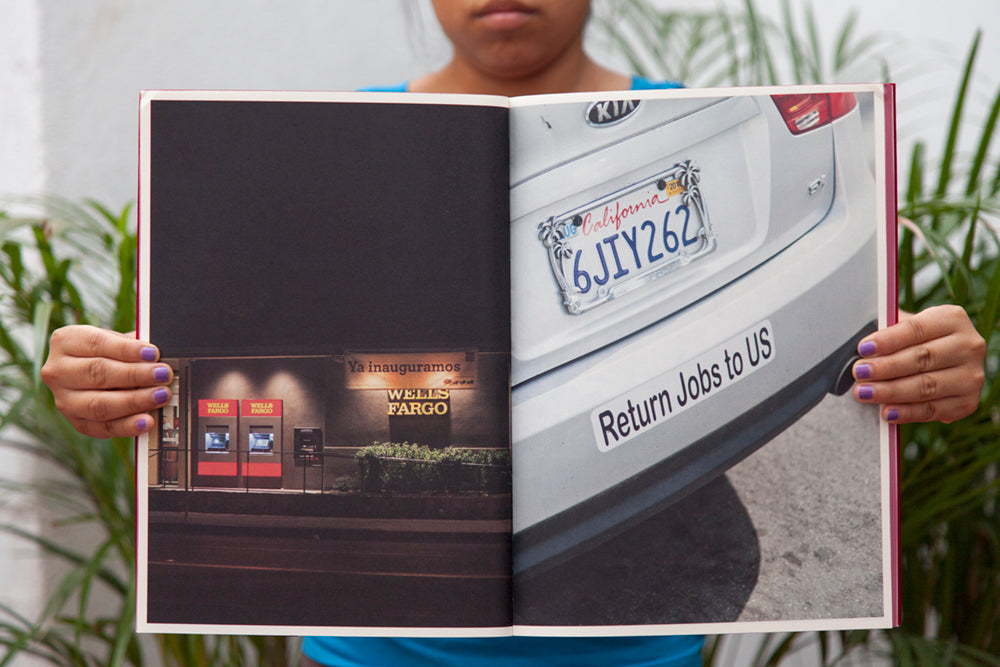 WELLS
FARGO
WELLS
FARGO
Ya inauguramos
WELLS
FARGO
KIA
California
6JIY262
Return Jobs to US